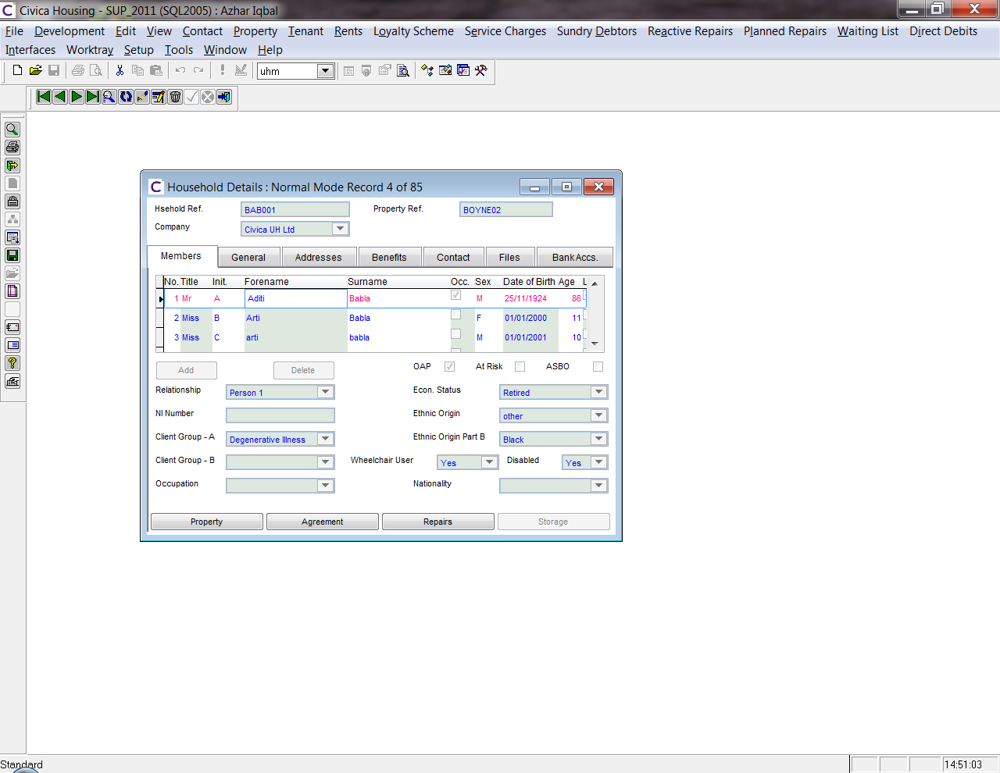 Civica Housing - SUP_2011 (SQL2005) : Azhar Iqbal
File Development Edit View Contact Property Tenant Rents Loyalty Scheme Service Charges Sundry Debtors Reactive Repairs Planned Repairs Waiting List Direct Debits
Interfaces Worktray Setup Tools Window Help
uhm
Household Details : Normal Mode Record 4 of 85
Hsehold Ref. BAB001 Property Ref. BOYNE02
Company Civica UH Ltd
Members General Addresses Benefits Contact Files Bank Accs.
No. Title Init. Forename Surname Occ. Sex Date of Birth Age L
1 Mr A Aditi Babla M 25/11/1924 86
2 Miss B Arti Babla F 01/01/2000 11
3 Miss C arti babla M 01/01/2001 10
Add Delete OAP At Risk ASBO
Relationship Person 1 Econ. Status Retired
NI Number Ethnic Origin other
Client Group - A Degenerative Illness Ethnic Origin Part B Black
Client Group - B Wheelchair User Yes Disabled Yes
Occupation Nationality
Property Agreement Repairs Storage
Standard 14:51:03